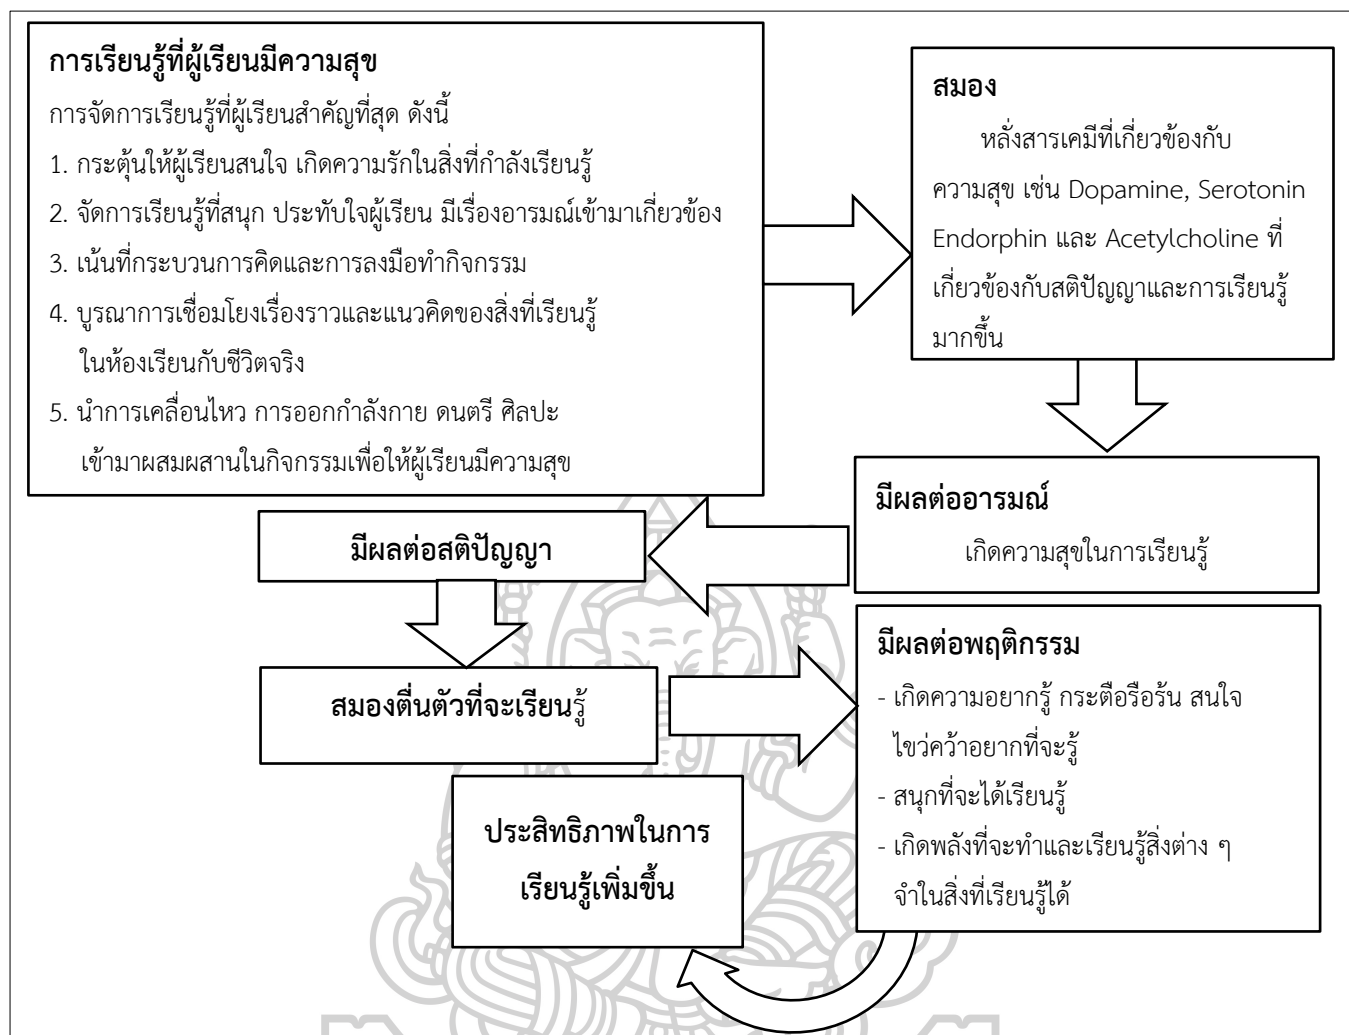 การเรียนรู้ที่ผู้เรียนมีความสุข
การจัดการเรียนรู้ที่ผู้เรียนสำคัญที่สุด ดังนี้
1. กระตุ้นให้ผู้เรียนสนใจ เกิดความรักในสิ่งที่กำลังเรียนรู้
2. จัดการเรียนรู้ที่สนุก ประทับใจผู้เรียน มีเรื่องอารมณ์เข้ามาเกี่ยวข้อง
3. เน้นที่กระบวนการคิดและการลงมือทำกิจกรรม
4. บูรณาการเชื่อมโยงเรื่องราวและแนวคิดของสิ่งที่เรียนรู้
ในห้องเรียนกับชีวิตจริง
5. นำการเคลื่อนไหว การออกกำลังกาย ดนตรี ศิลปะ
เข้ามาผสมผสานในกิจกรรมเพื่อให้ผู้เรียนมีความสุข
สมอง
หลั่งสารเคมีที่เกี่ยวข้องกับ
ความสุข เช่น Dopamine, Serotonin
Endorphin และ Acetylcholine ที่
เกี่ยวข้องกับสติปัญญาและการเรียนรู้
มากขึ้น
มีผลต่ออารมณ์
เกิดความสุขในการเรียนรู้
มีผลต่อสติปัญญา
สมองตื่นตัวที่จะเรียนรู้
มีผลต่อพฤติกรรม
- เกิดความอยากรู้ กระตือรือร้น สนใจ
ไขว่คว้าอยากที่จะรู้
- สนุกที่จะได้เรียนรู้
- เกิดพลังที่จะทำและเรียนรู้สิ่งต่าง ๆ
จำในสิ่งที่เรียนรู้ได้
ประสิทธิภาพในการ
เรียนรู้เพิ่มขึ้น